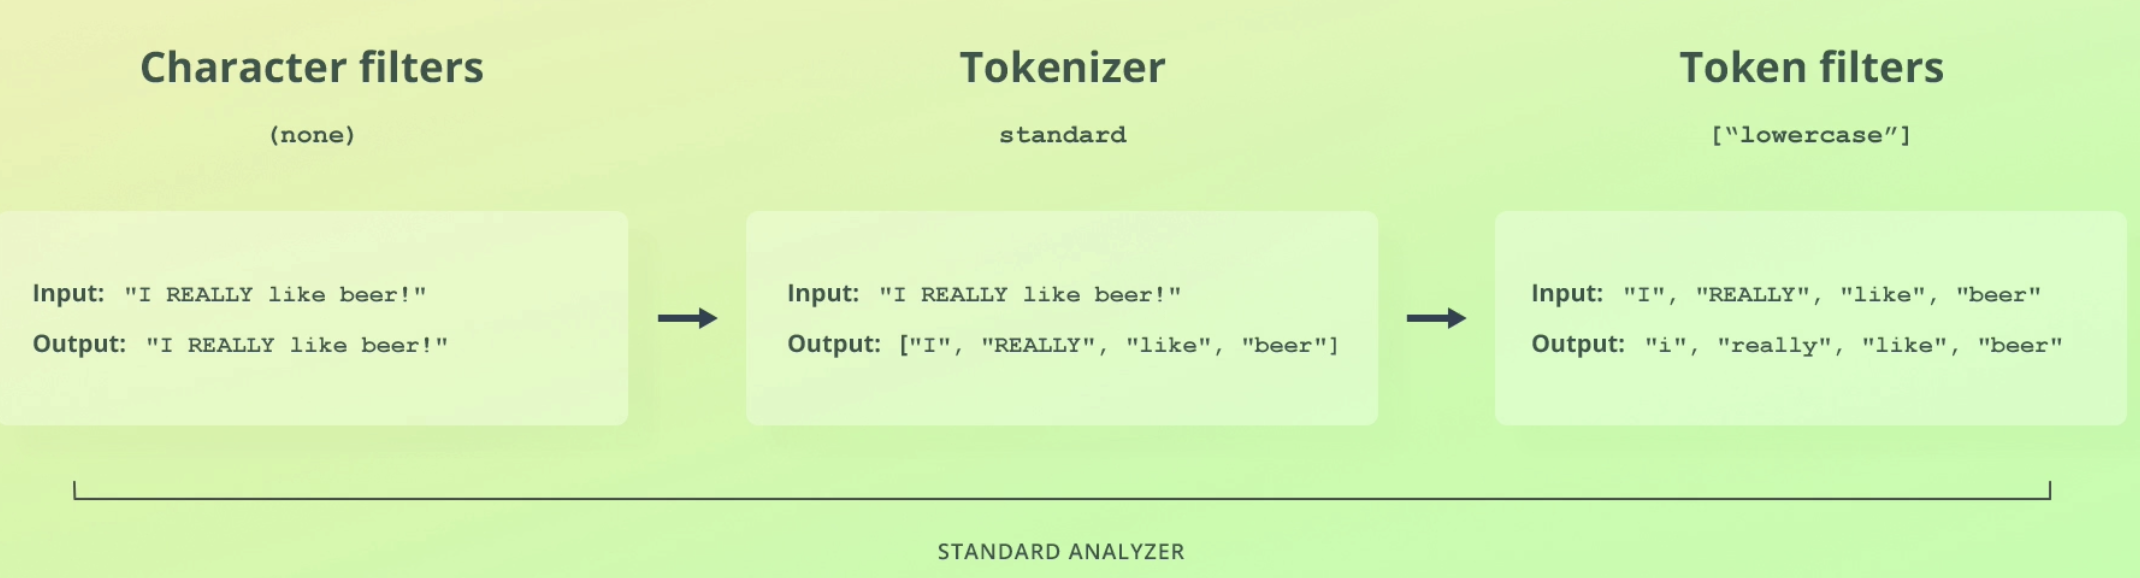 Character filters
(none)
Input: "I REALLY like beer!"
Output: "I REALLY like beer!"
Tokenizer
standard
Input: "I REALLY like beer!"
Output: ["I", "REALLY", "like", "beer"]
Token filters
[“lowercase”]
Input: "I", "REALLY", "like", "beer"
Output: "i", "really", "like", "beer"
STANDARD ANALYZER